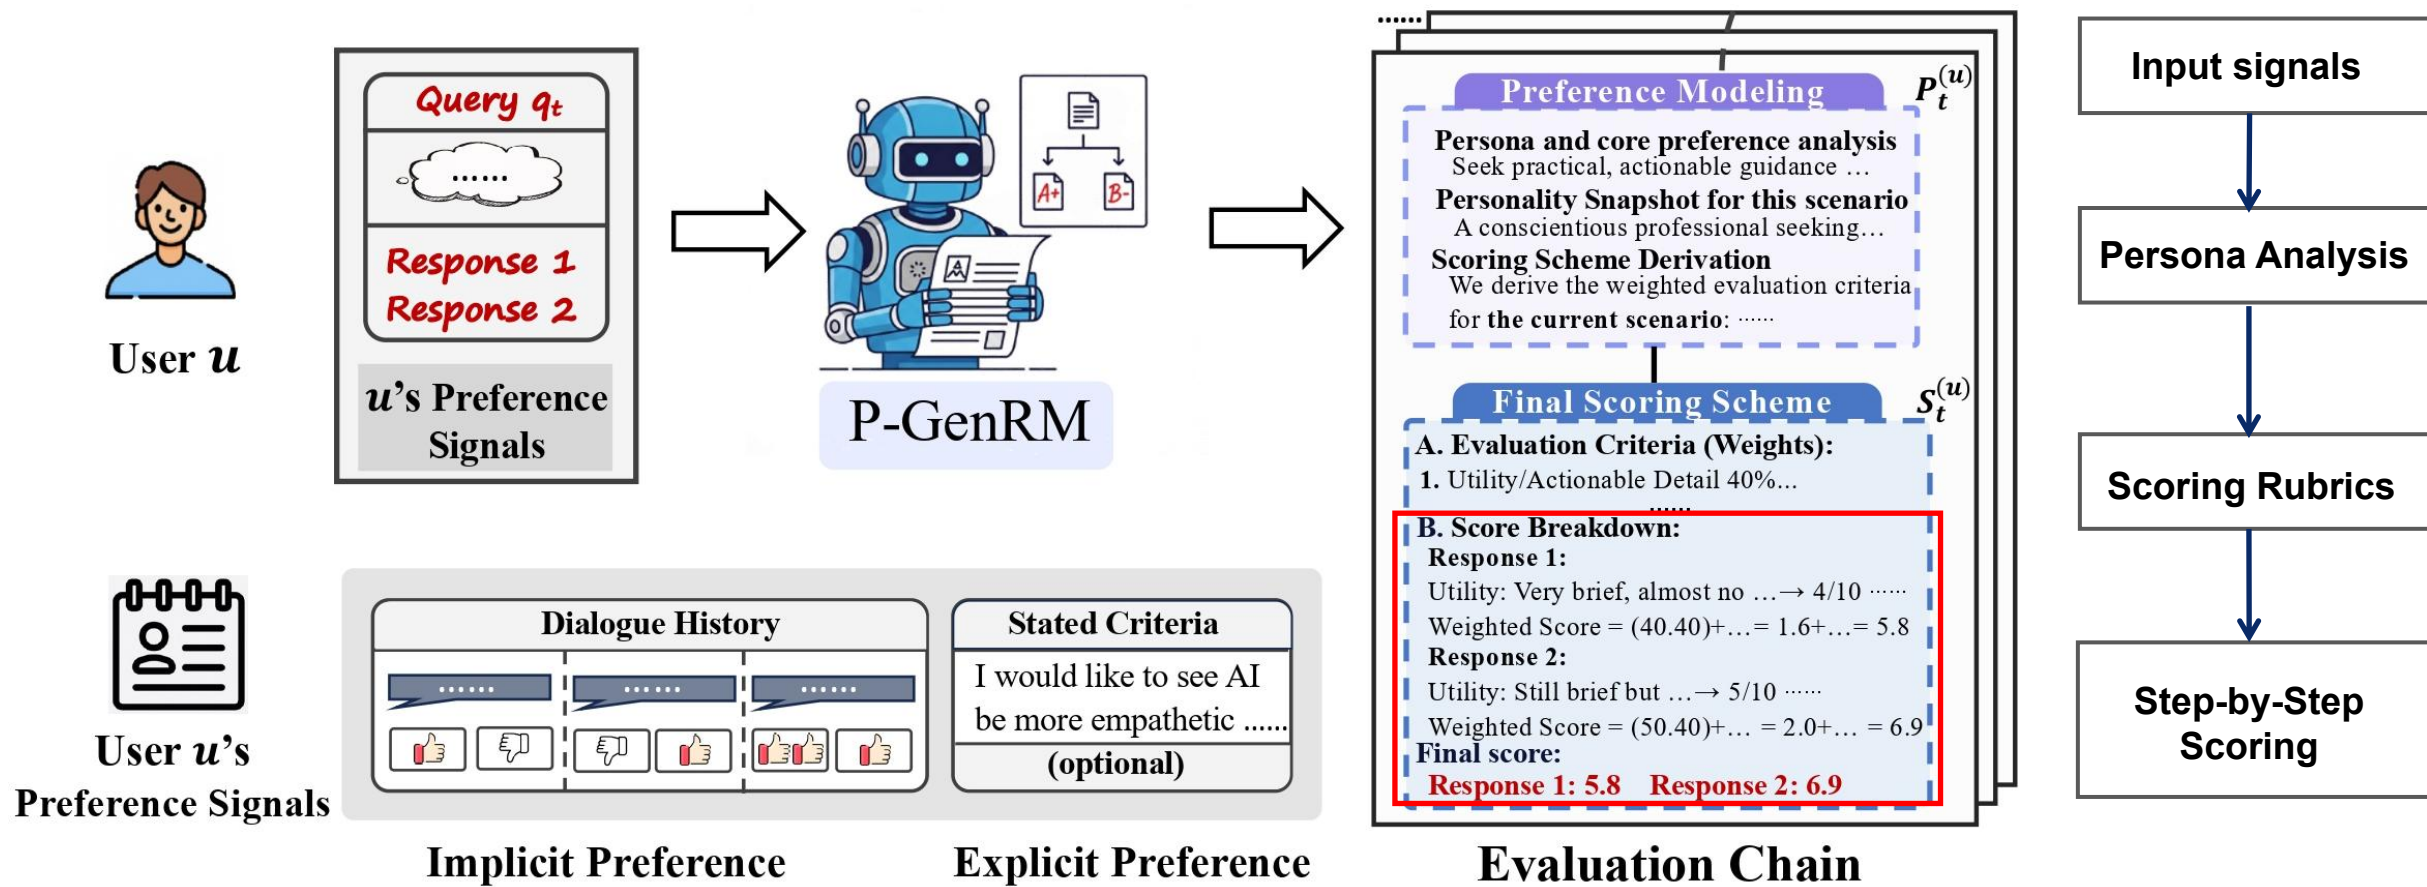 Query qt
......
Response 1
Response 2
u's Preference
Signals
User u
A+
B-
P-GenRM
User u's
Preference Signals
Dialogue History
......
......
......
Stated Criteria
I would like to see AI
be more empathetic ......
(optional)
Implicit Preference
Explicit Preference
......
Preference Modeling
P_t^(u)
Persona and core preference analysis
Seek practical, actionable guidance ...
Personality Snapshot for this scenario
A conscientious professional seeking...
Scoring Scheme Derivation
We derive the weighted evaluation criteria
for the current scenario: ......
Final Scoring Scheme
S_t^(u)
A. Evaluation Criteria (Weights):
1. Utility/Actionable Detail 40%...
......
B. Score Breakdown:
Response 1:
Utility: Very brief, almost no ...→ 4/10 ......
Weighted Score = (40.40)+...= 1.6+...= 5.8
Response 2:
Utility: Still brief but ...→ 5/10 ......
Weighted Score = (50.40)+... = 2.0+... = 6.9
Final score:
Response 1: 5.8 Response 2: 6.9
Evaluation Chain
Input signals
Persona Analysis
Scoring Rubrics
Step-by-Step
Scoring